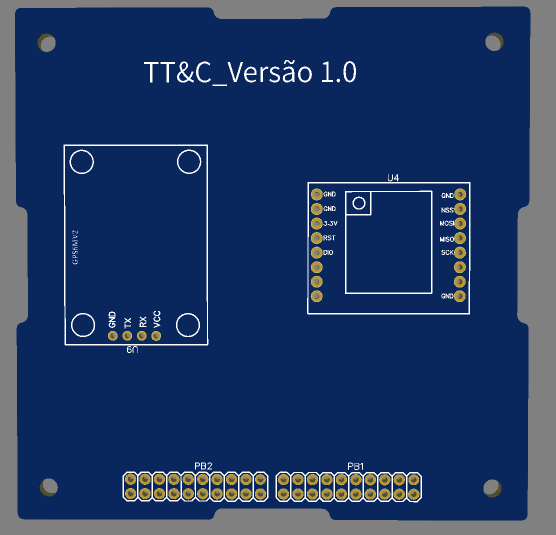 TT&C_Versão 1.0
U4
GND
GND
3-3V
RST
DIO
GND
NSS
MOSI
MISO
SCK
GND
GPS6MV2
GND
TX
RX
VCC
U9
PB2
PB1